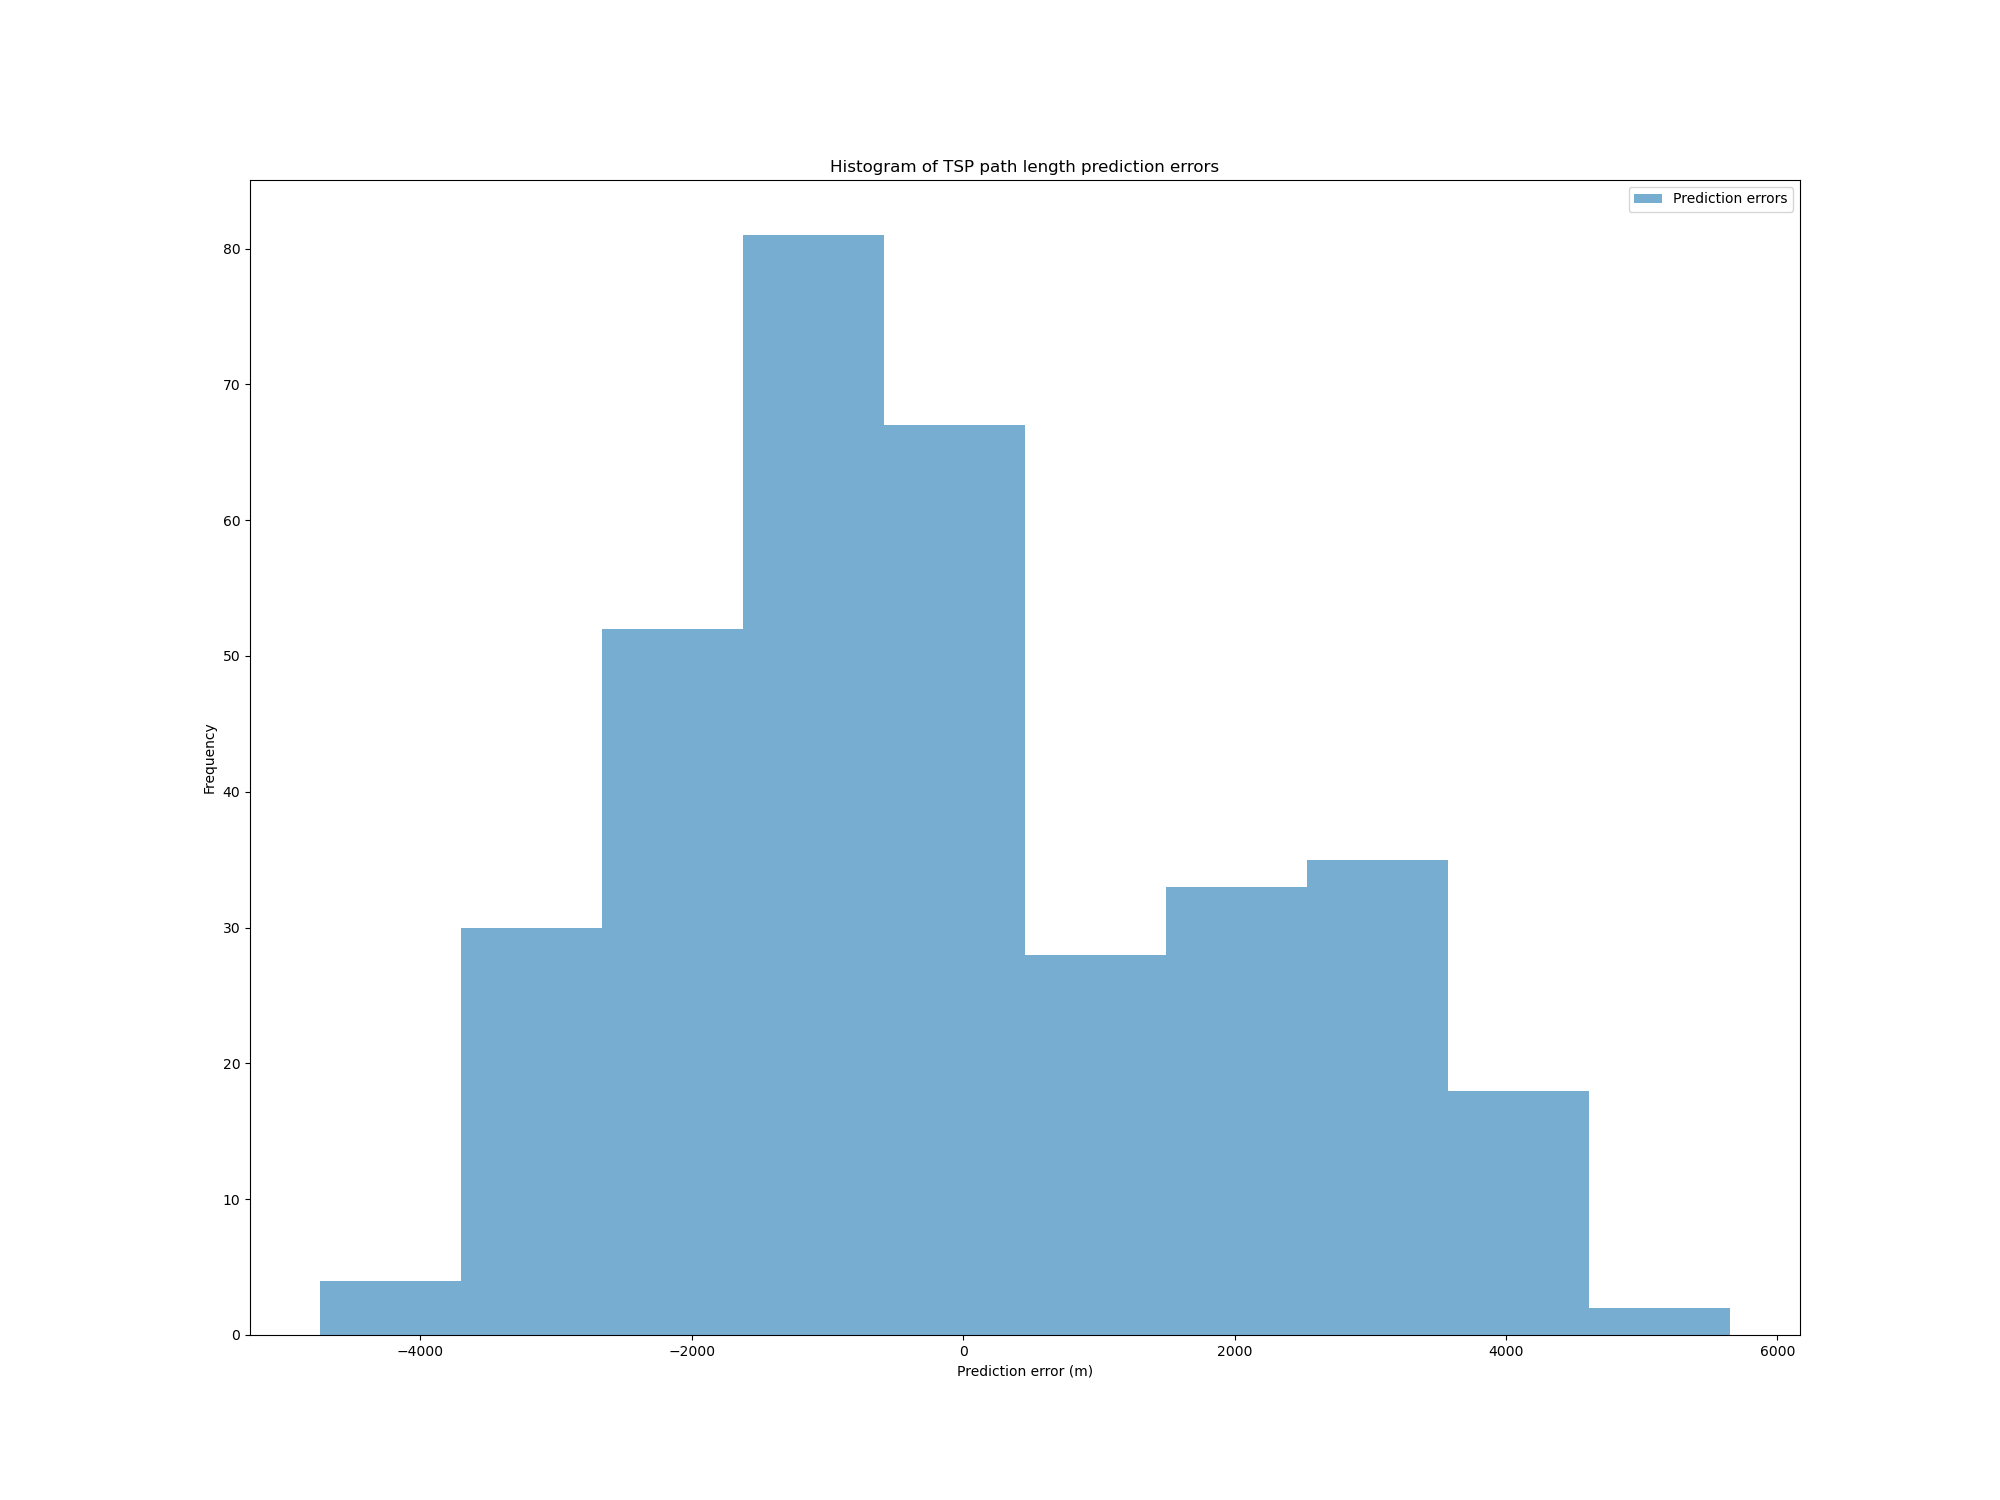 Histogram of TSP path length prediction errors
Prediction errors
80
70
60
50
40
30
20
10
0
Frequency
−4000 −2000 0 2000 4000 6000
Prediction error (m)